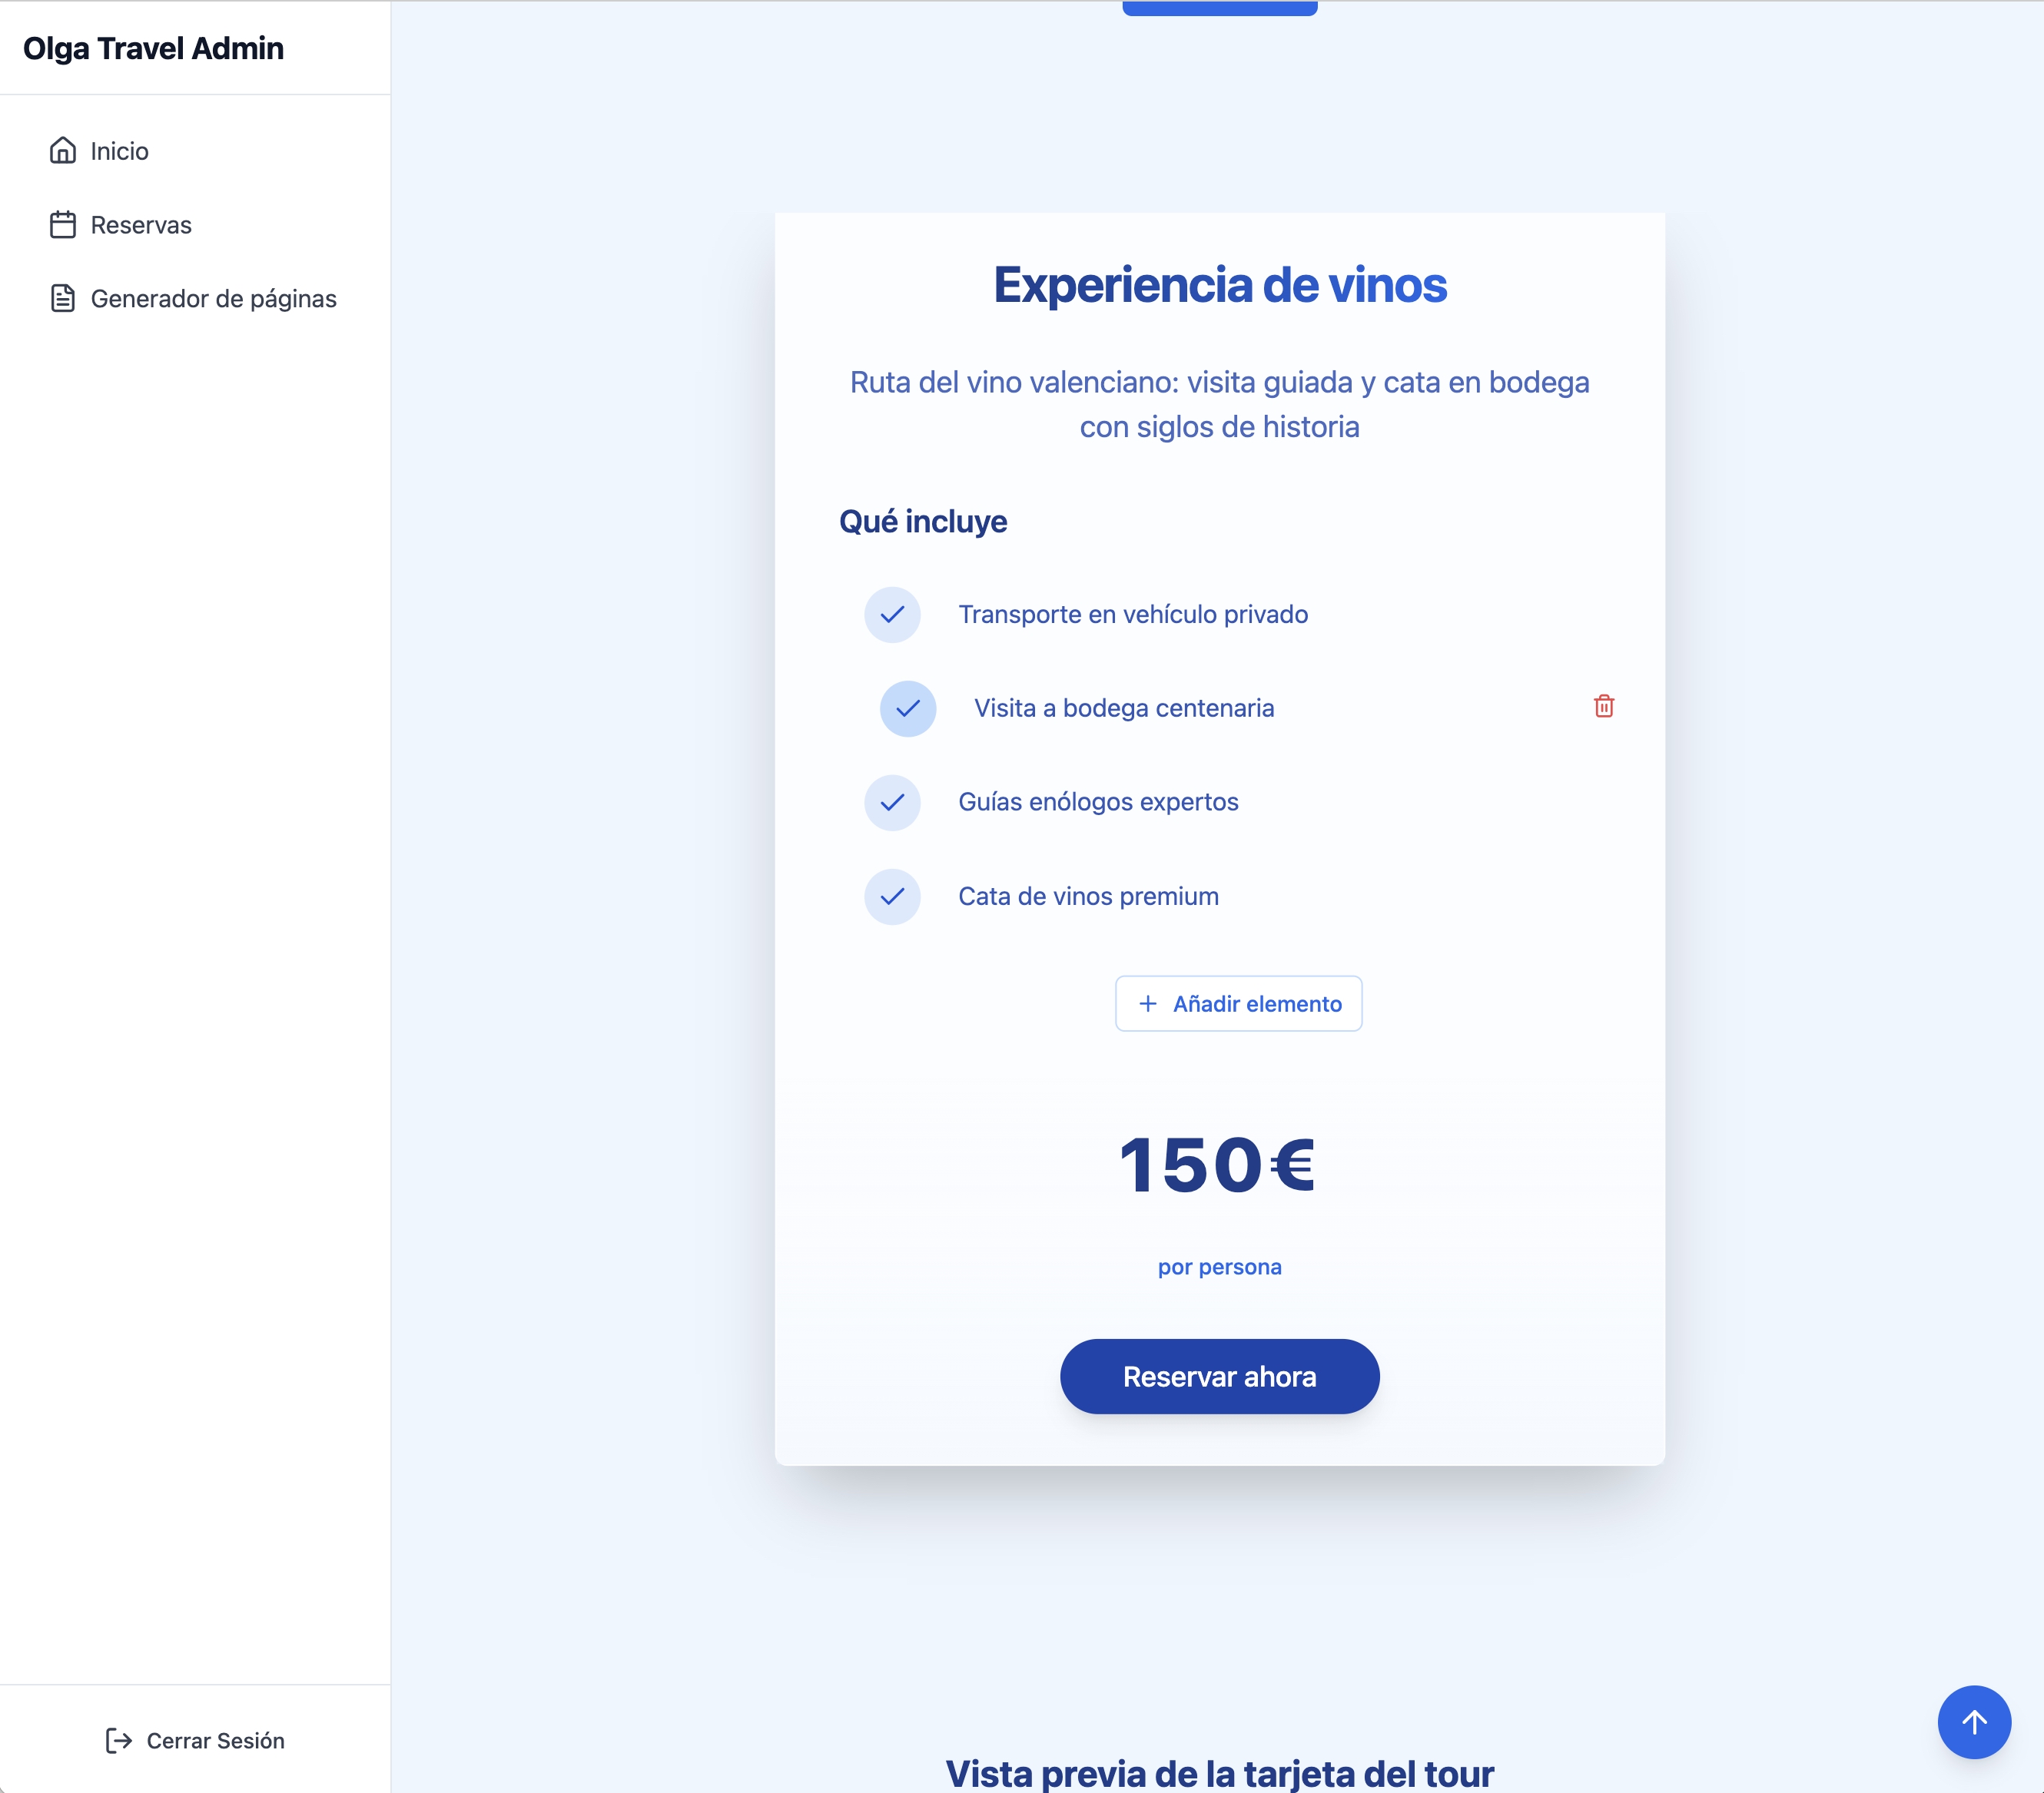 Olga Travel Admin
Inicio
Reservas
Generador de páginas
Cerrar Sesión
Experiencia de vinos
Ruta del vino valenciano: visita guiada y cata en bodega
con siglos de historia
Qué incluye
Transporte en vehículo privado
Visita a bodega centenaria
Guías enólogos expertos
Cata de vinos premium
Añadir elemento
150€
por persona
Reservar ahora
Vista previa de la tarjeta del tour